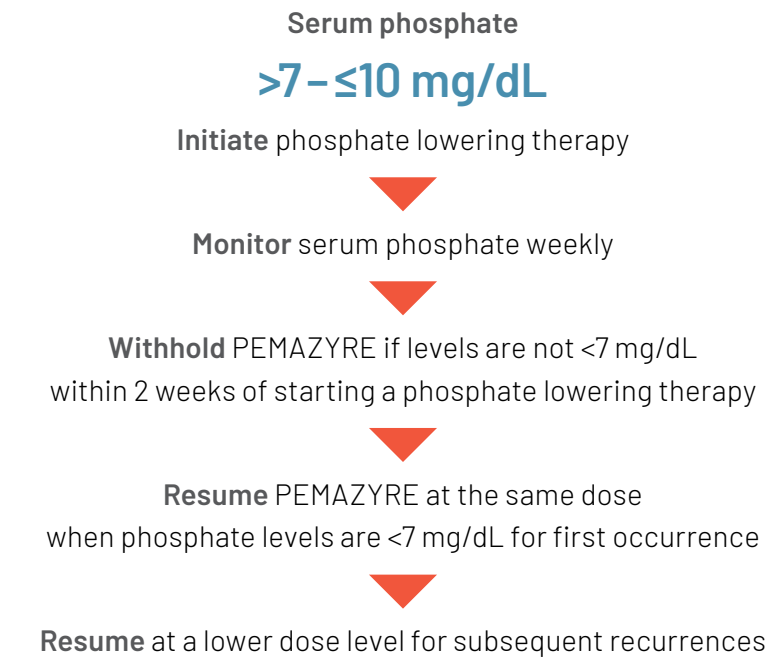 Serum phosphate
>7–≤10 mg/dL
Initiate phosphate lowering therapy
Monitor serum phosphate weekly
Withhold PEMAZYRE if levels are not <7 mg/dL
within 2 weeks of starting a phosphate lowering therapy
Resume PEMAZYRE at the same dose
when phosphate levels are <7 mg/dL for first occurrence
Resume at a lower dose level for subsequent recurrences